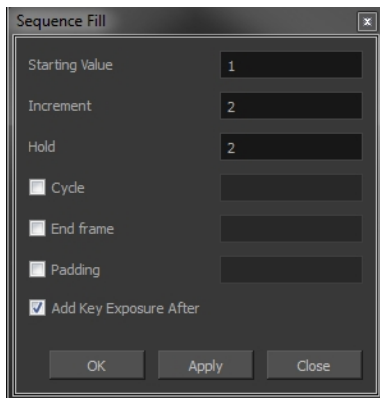 Sequence Fill
Starting Value 1
Increment 2
Hold 2
Cycle
End frame
Padding
Add Key Exposure After
OK Apply Close